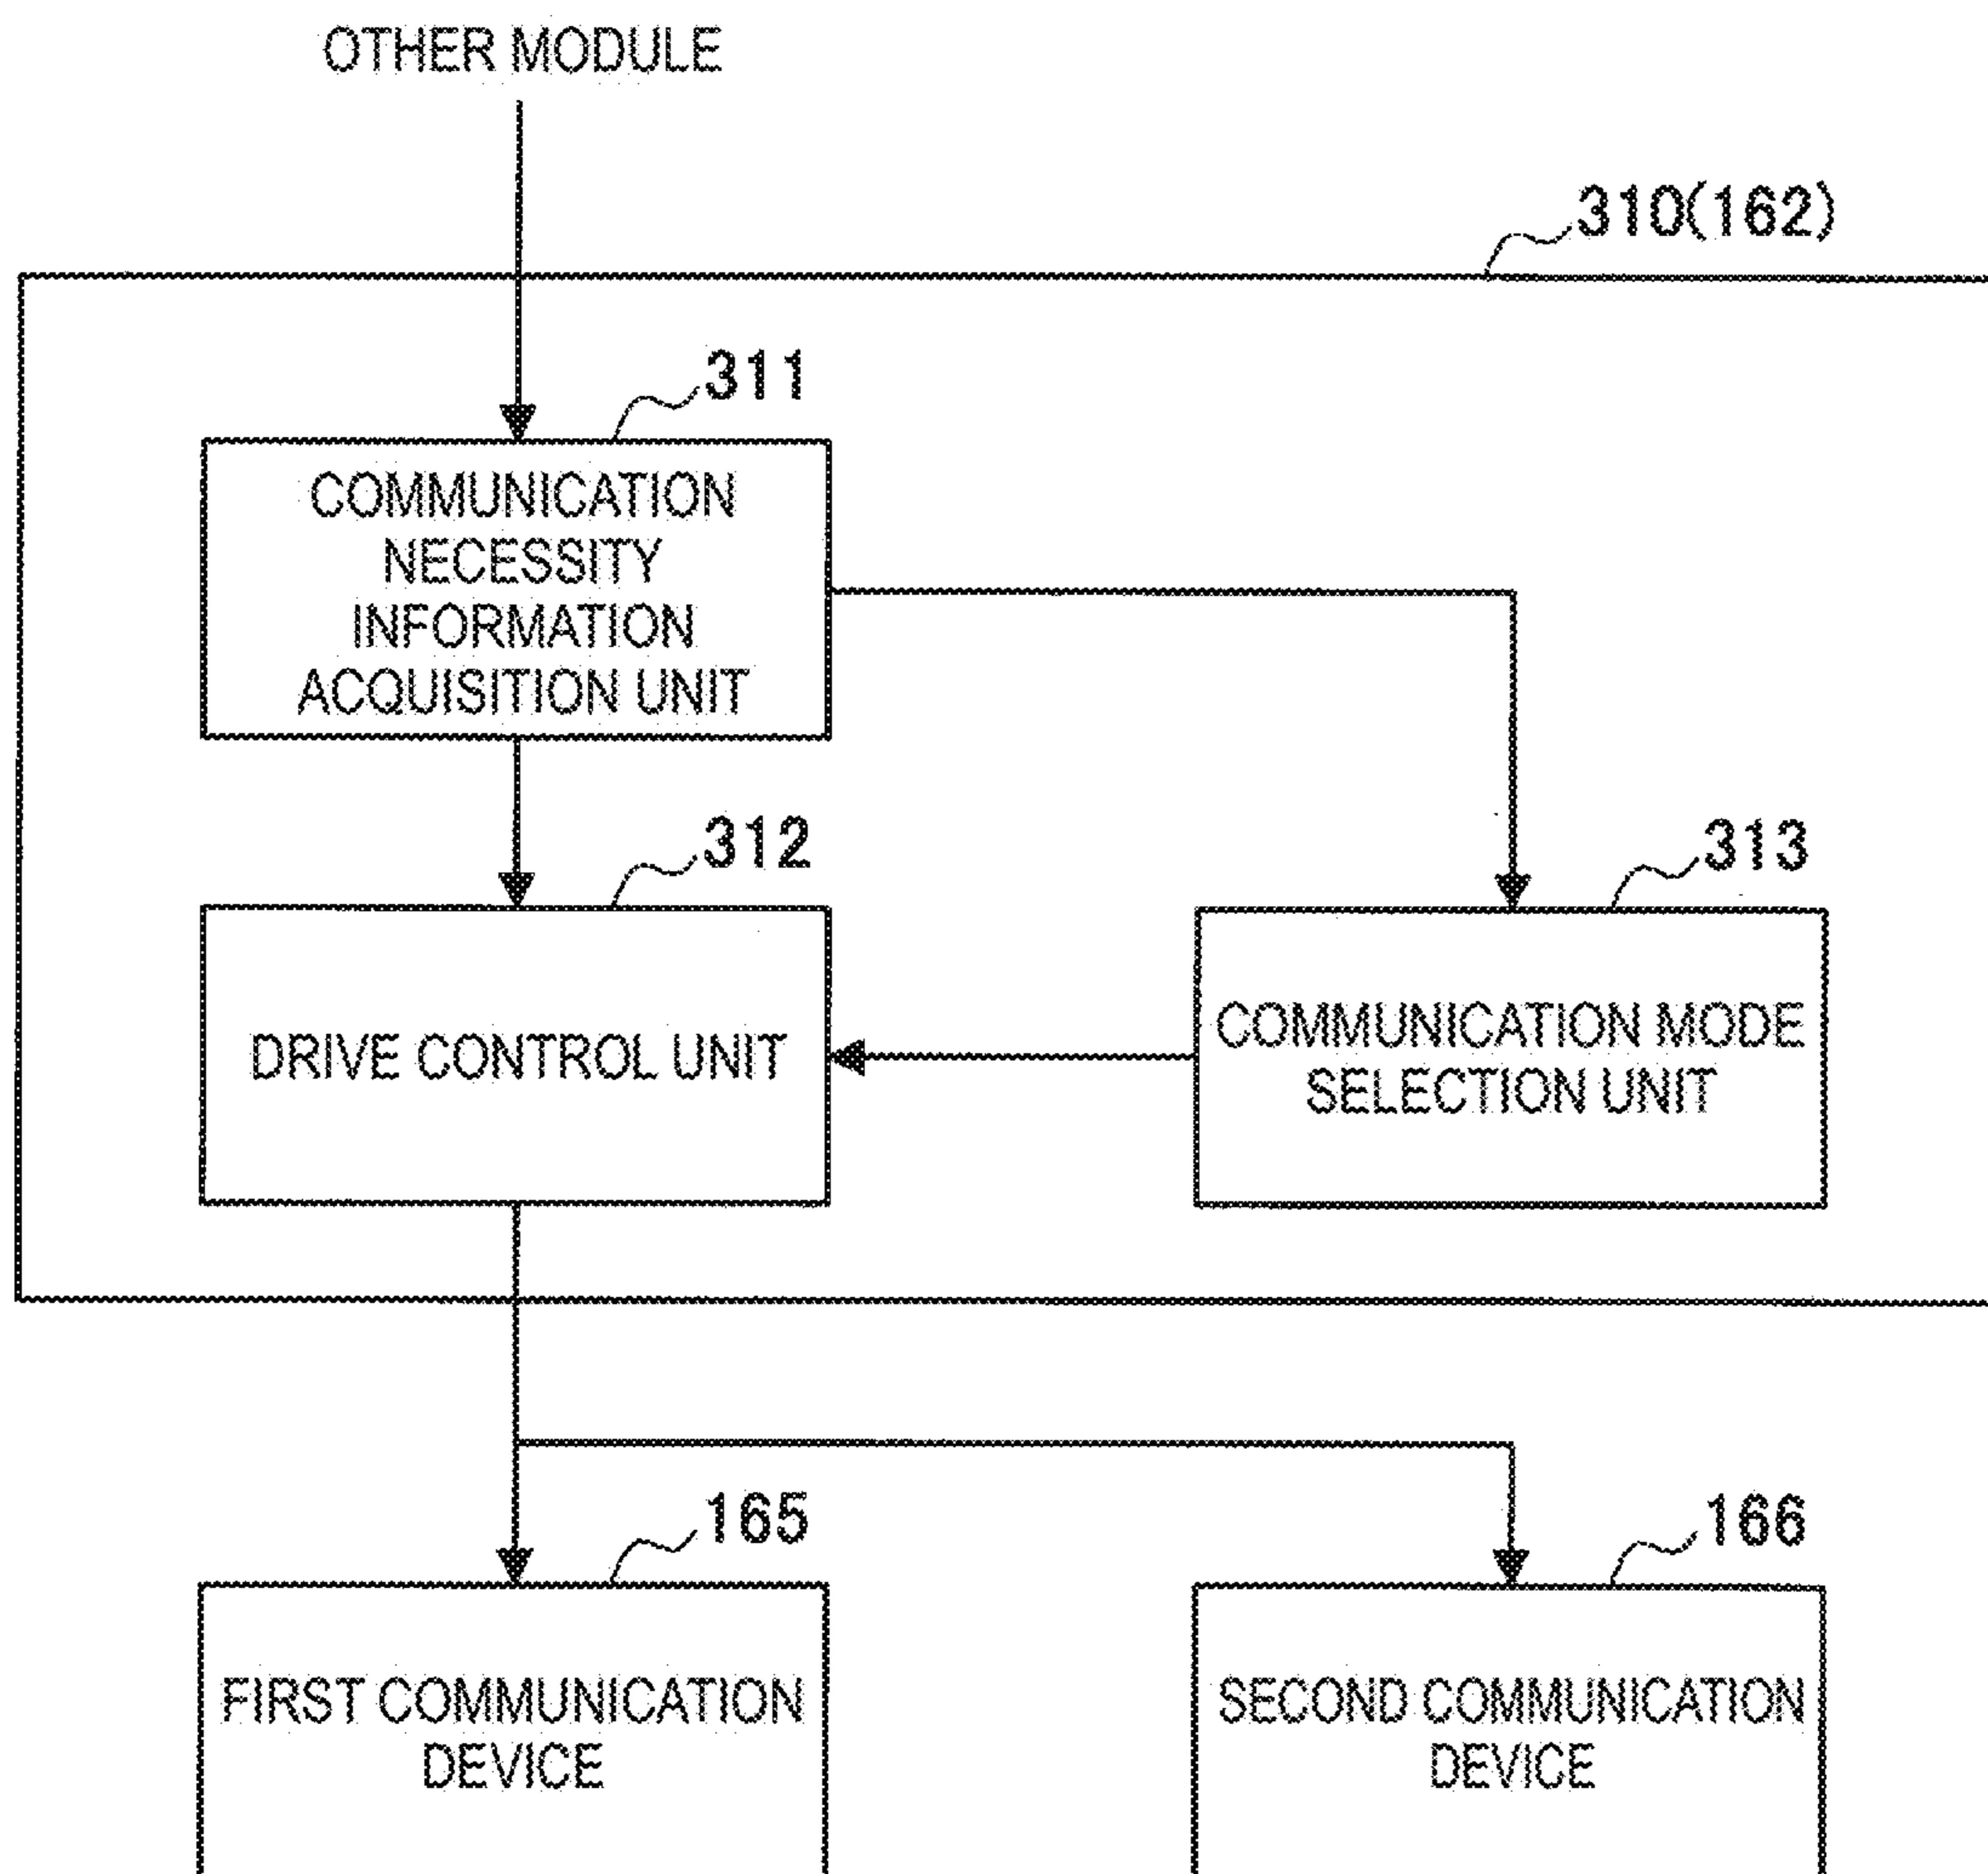 OTHER MODULE
310(162)
311
COMMUNICATION
NECESSITY
INFORMATION
ACQUISITION UNIT
312
313
DRIVE CONTROL UNIT
COMMUNICATION MODE
SELECTION UNIT
165
166
FIRST COMMUNICATION
DEVICE
SECOND COMMUNICATION
DEVICE